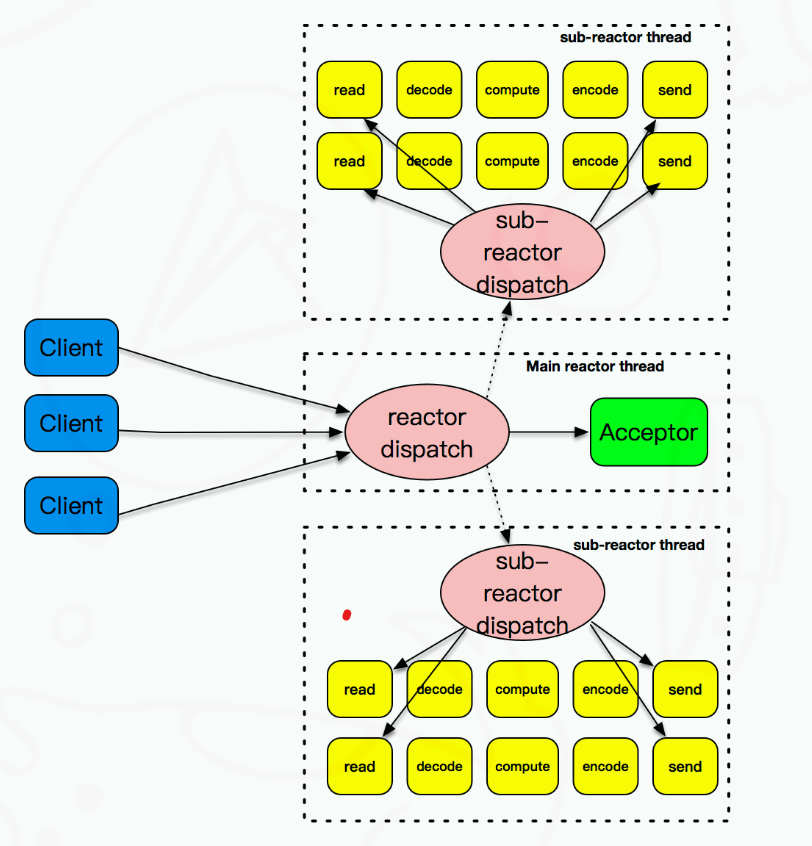 sub-reactor thread
read decode compute encode send
read decode compute encode send
sub-
reactor
dispatch
Client
Client
Client
Main reactor thread
reactor
dispatch
Acceptor
sub-reactor thread
sub-
reactor
dispatch
read decode compute encode send
read decode compute encode send